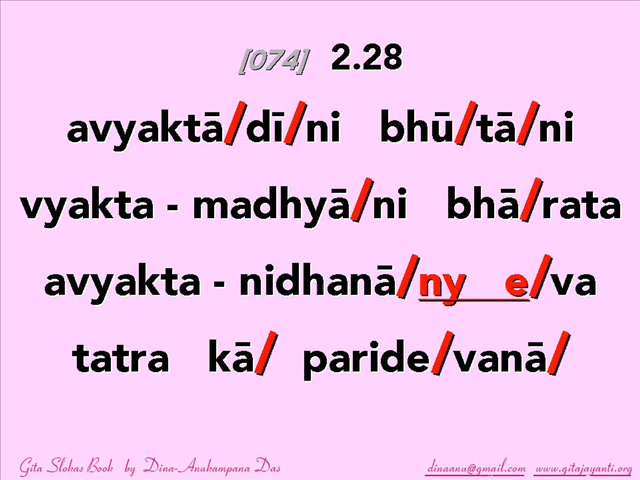 [074] 2.28
avyaktā/dī/ni bhū/tā/ni
vyakta - madhyā/ni bhā/rata
avyakta - nidhanā/ny e/va
tatra kā/ paride/vanā/
Gita Slokas Book by Dina-Anukampana Das dinaanu@gmail.com www.gitajayanti.org